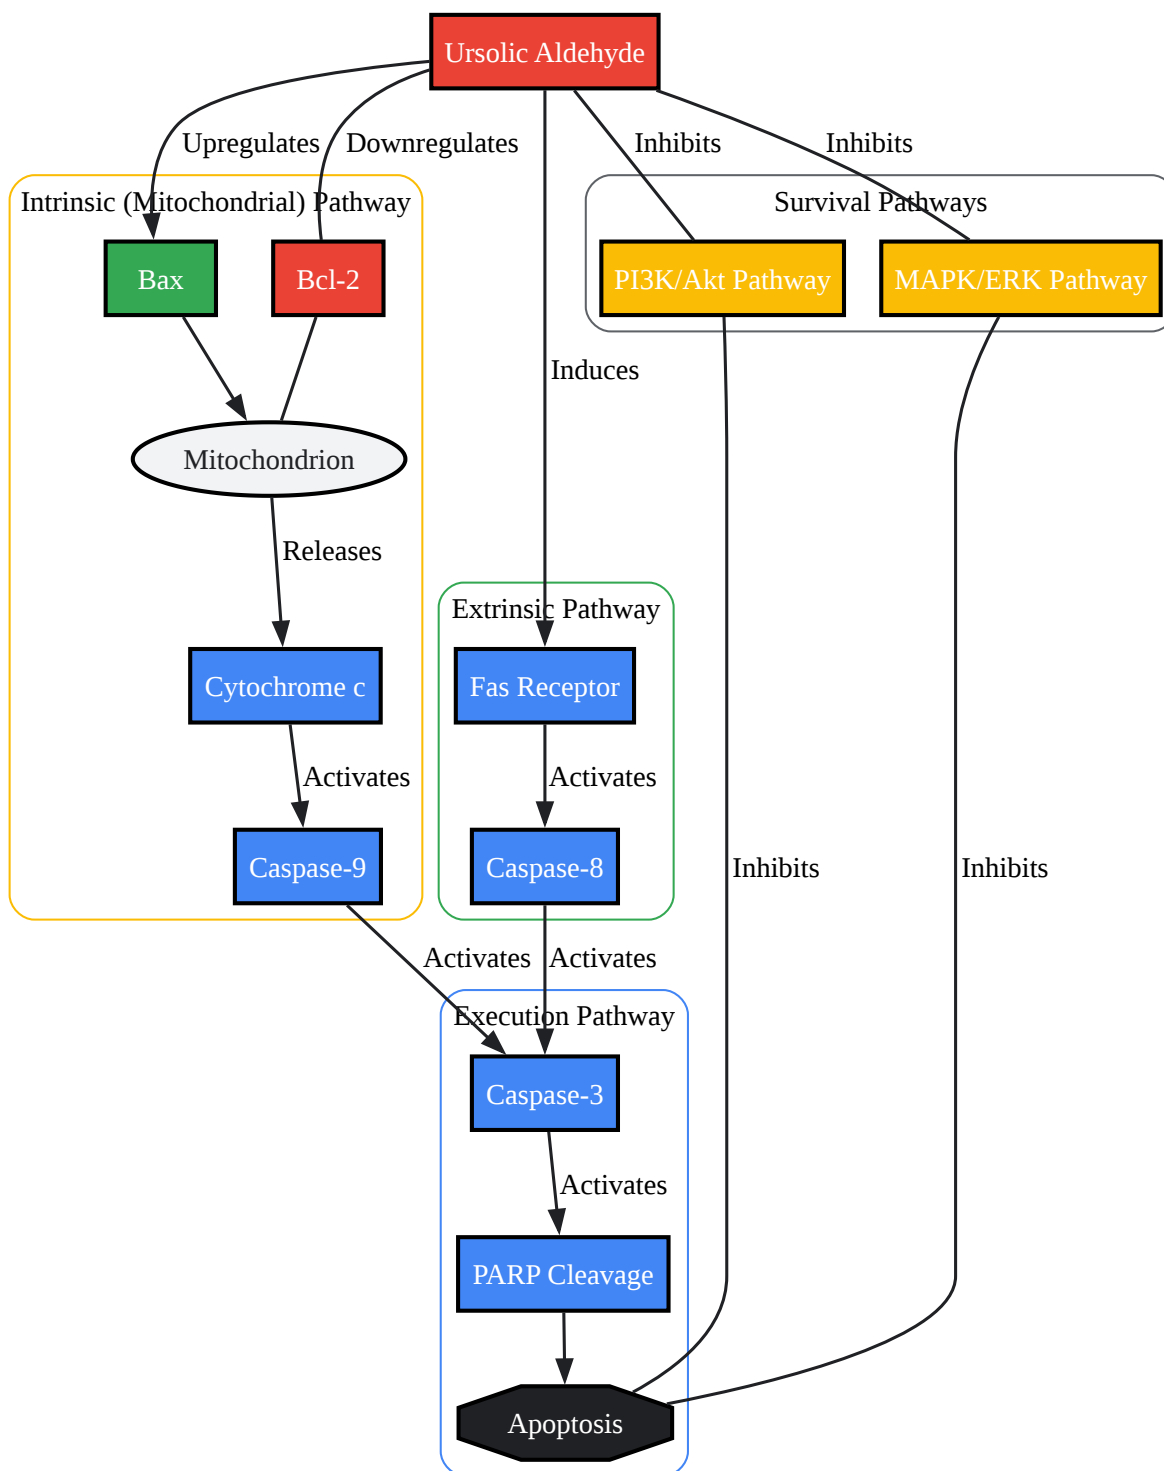 Ursolic Aldehyde
Upregulates
Downregulates
Inhibits
Inhibits
Intrinsic (Mitochondrial) Pathway
Survival Pathways
Bax
Bcl-2
PI3K/Akt Pathway
MAPK/ERK Pathway
Induces
Mitochondrion
Releases
Extrinsic Pathway
Cytochrome c
Fas Receptor
Activates
Activates
Caspase-9
Caspase-8
Inhibits
Inhibits
Activates
Activates
Execution Pathway
Caspase-3
Activates
PARP Cleavage
Apoptosis